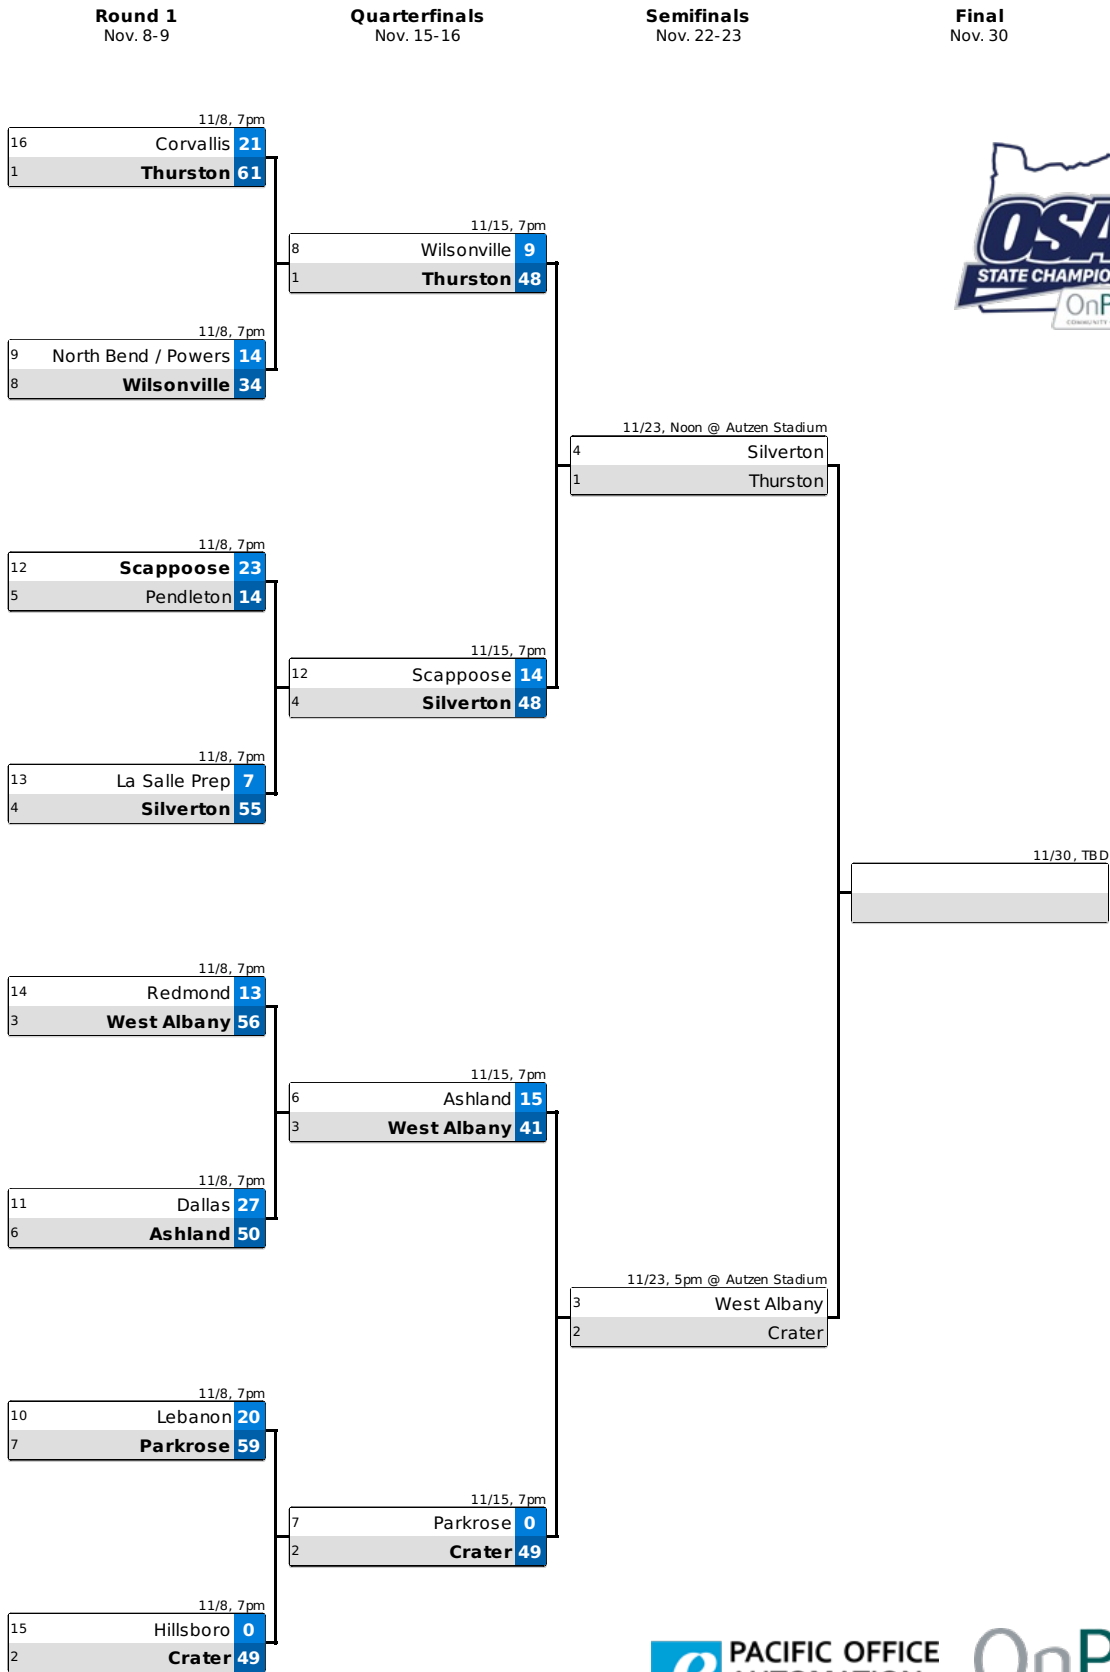 Round 1
Nov. 8-9
Quarterfinals
Nov. 15-16
Semifinals
Nov. 22-23
Final
Nov. 30
11/8, 7pm
16 Corvallis 21
1 Thurston 61
11/15, 7pm
8 Wilsonville 9
1 Thurston 48
11/8, 7pm
9 North Bend / Powers 14
8 Wilsonville 34
OSA
STATE CHAMPIO
OnP
11/23, Noon @ Autzen Stadium
4 Silverton
1 Thurston
11/8, 7pm
12 Scappoose 23
5 Pendleton 14
11/15, 7pm
12 Scappoose 14
4 Silverton 48
11/8, 7pm
13 La Salle Prep 7
4 Silverton 55
11/30, TBD
11/8, 7pm
14 Redmond 13
3 West Albany 56
11/15, 7pm
6 Ashland 15
3 West Albany 41
11/8, 7pm
11 Dallas 27
6 Ashland 50
11/23, 5pm @ Autzen Stadium
3 West Albany
2 Crater
11/8, 7pm
10 Lebanon 20
7 Parkrose 59
11/15, 7pm
7 Parkrose 0
2 Crater 49
11/8, 7pm
15 Hillsboro 0
2 Crater 49
PACIFIC OFFICE
AUTOMATION
OnP